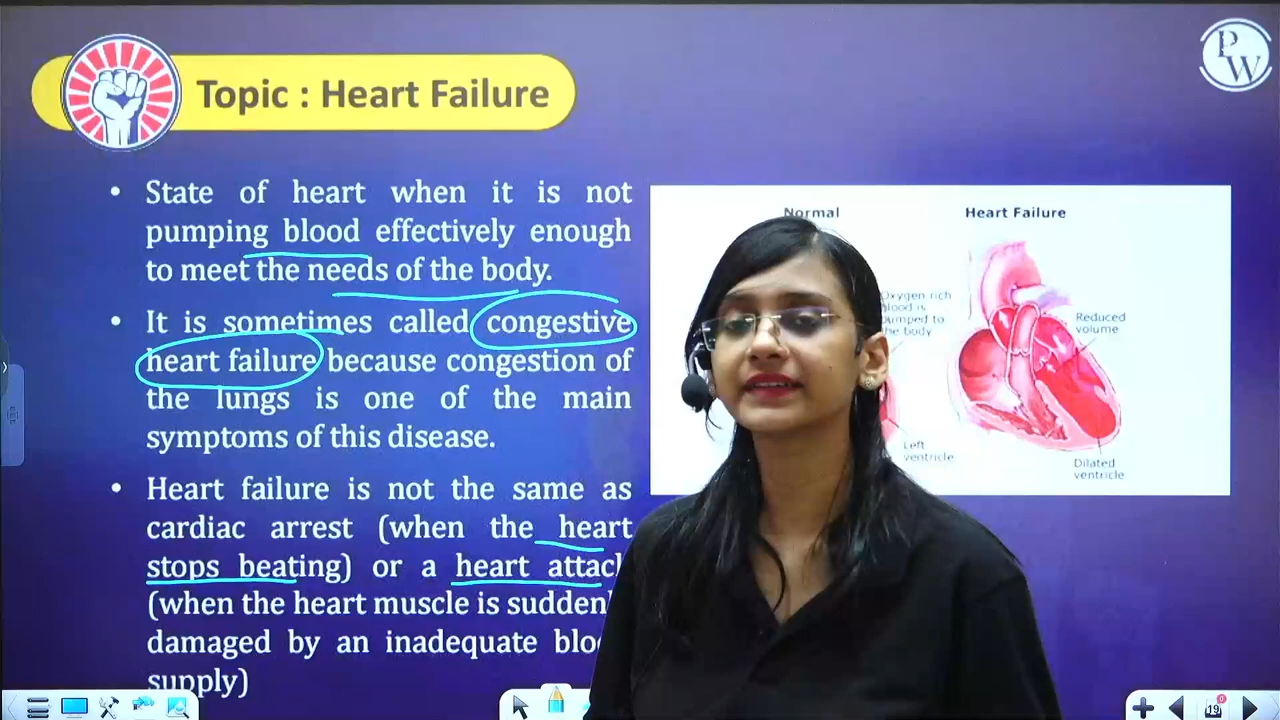 PW
Topic : Heart Failure
State of heart when it is not
pumping blood effectively enough
to meet the needs of the body.
It is sometimes called congestive
heart failure because congestion of
the lungs is one of the main
symptoms of this disease.
Heart failure is not the same as
cardiac arrest (when the heart
stops beating) or a heart
(when the heart muscle is
damaged by an inadequate
supply)
Normal
Heart Failure
Oxygen rich
blood is
pumped to
the body
Left
ventricle
Reduced
volume
Dilated
ventricle
19